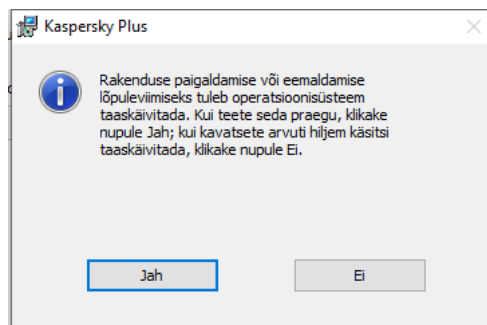 Kaspersky Plus
Rakenduse paigaldamise või eemaldamise
lõpuleviimiseks tuleb operatsioonisüsteem
taaskäivitada. Kui teete seda praegu, klikake
nupule Jah; kui kavatsete arvuti hiljem käsitsi
taaskäivitada, klikake nupule Ei.
Jah Ei